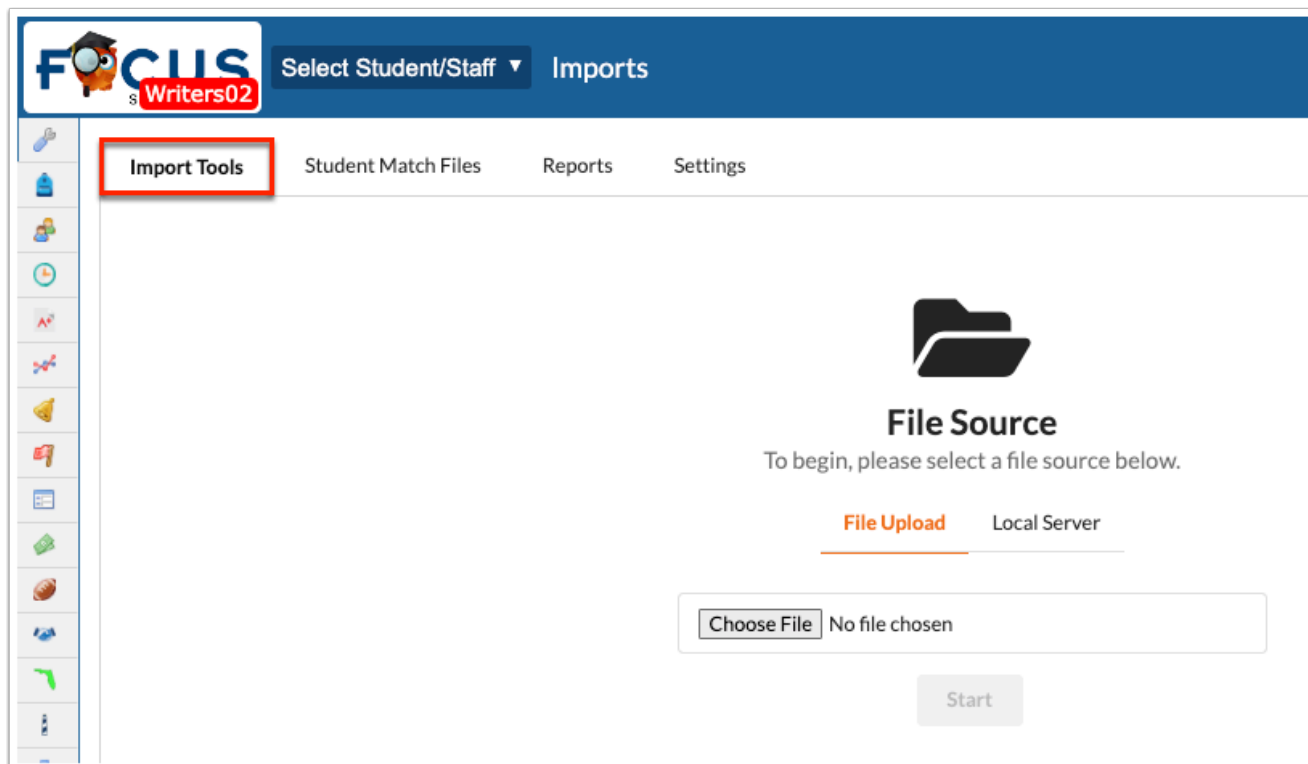 FOCUS
S
Writers02
Select Student/Staff ▼
Imports
Import Tools
Student Match Files
Reports
Settings
File Source
To begin, please select a file source below.
File Upload
Local Server
Choose File No file chosen
Start
A+